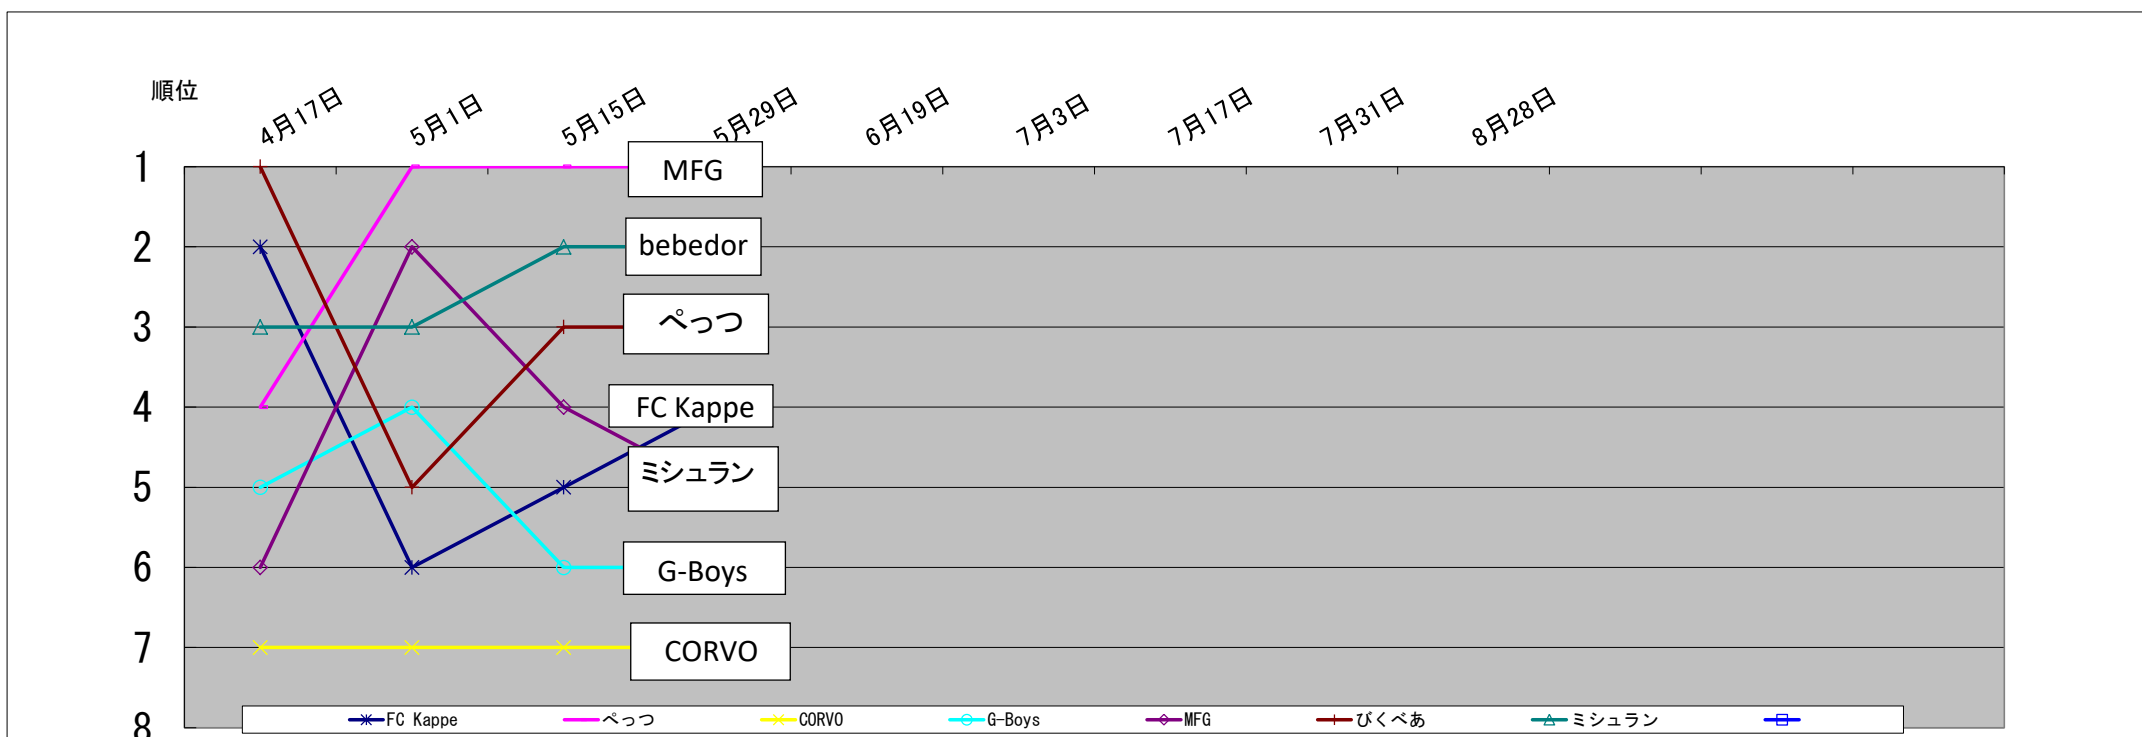 順位
4月17日
5月1日
5月15日
5月29日
6月19日
7月3日
7月17日
7月31日
8月28日
1
MFG
2
bebedor
3
ぺっつ
4
FC Kappe
5
ミシュラン
6
G-Boys
7
CORVO
8
FC Kappe ぺっつ CORVO G-Boys MFG びくべあ ミシュラン